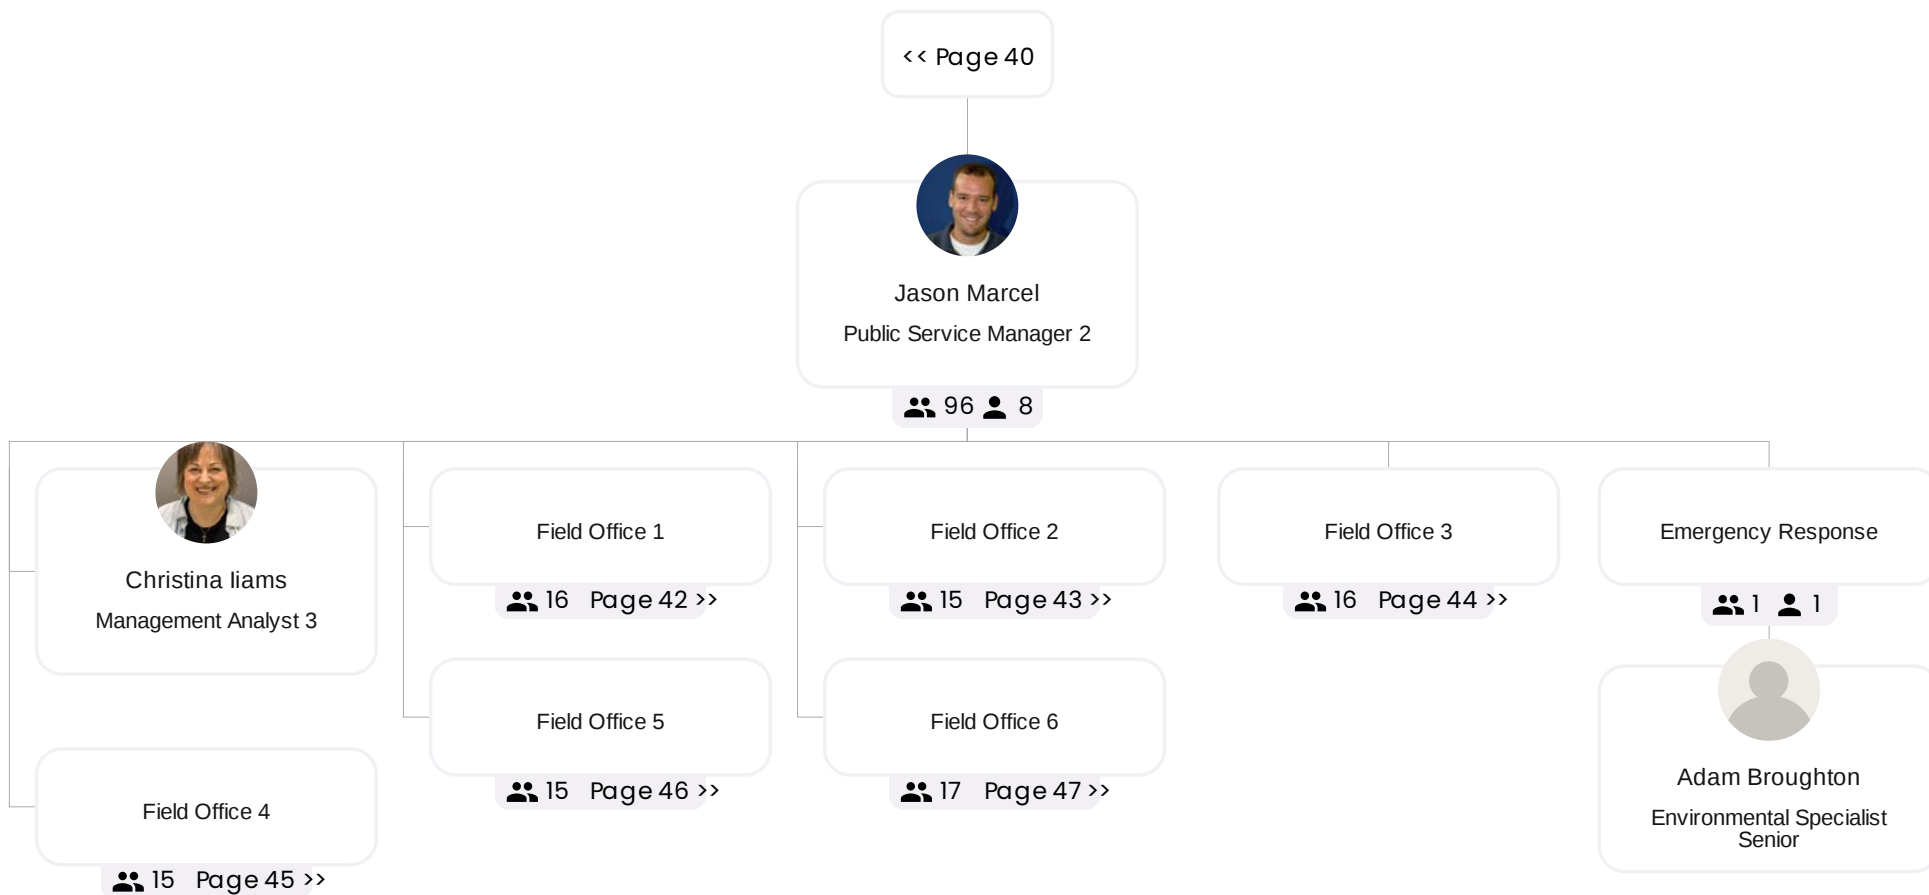 << Page 40
Jason Marcel
Public Service Manager 2
96 8
Christina Iiams
Management Analyst 3
Field Office 1
16 Page 42 >>
Field Office 2
15 Page 43 >>
Field Office 3
16 Page 44 >>
Emergency Response
1 1
Field Office 4
15 Page 45 >>
Field Office 5
15 Page 46 >>
Field Office 6
17 Page 47 >>
Adam Broughton
Environmental Specialist
Senior